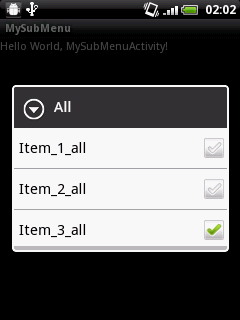 02:02
MySubMenu
Hello World, MySubMenuActivity!
All
Item_1_all
Item_2_all
Item_3_all